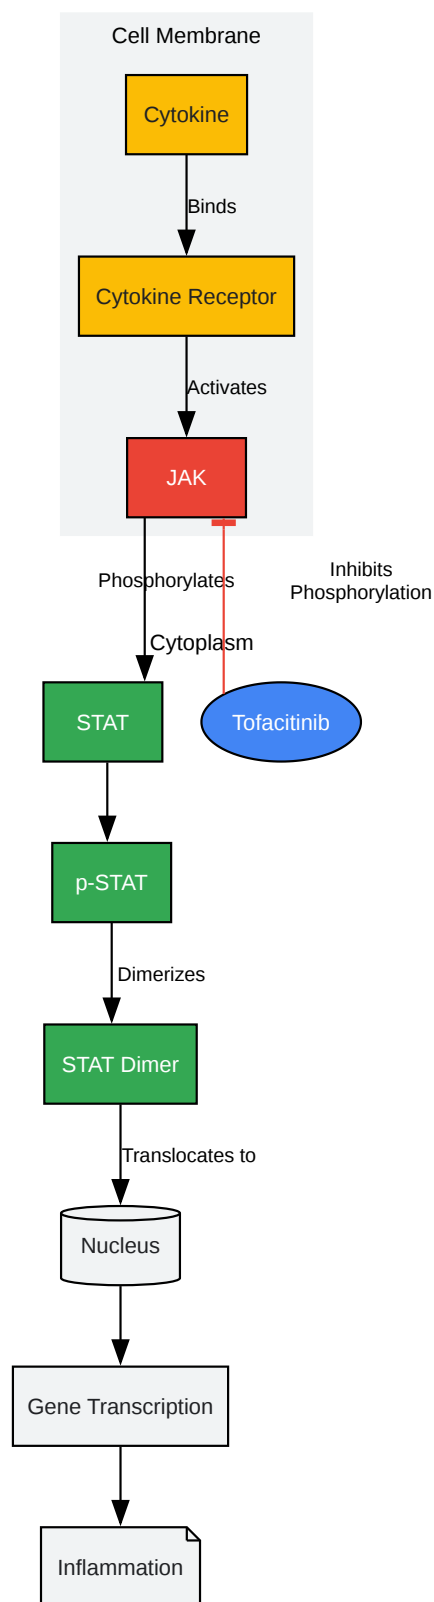 Cell Membrane
Cytokine
Binds
Cytokine Receptor
Activates
JAK
Phosphorylates
Inhibits
Phosphorylation
Cytoplasm
STAT
Tofacitinib
p-STAT
Dimerizes
STAT Dimer
Translocates to
Nucleus
Gene Transcription
Inflammation